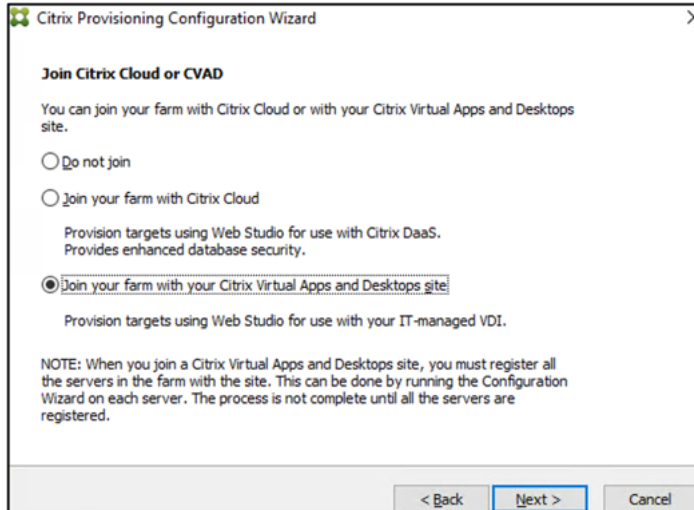 Citrix Provisioning Configuration Wizard
Join Citrix Cloud or CVAD
You can join your farm with Citrix Cloud or with your Citrix Virtual Apps and Desktops
site.
Do not join
Join your farm with Citrix Cloud
Provision targets using Web Studio for use with Citrix DaaS.
Provides enhanced database security.
Join your farm with your Citrix Virtual Apps and Desktops site
Provision targets using Web Studio for use with your IT-managed VDI.
NOTE: When you join a Citrix Virtual Apps and Desktops site, you must register all
the servers in the farm with the site. This can be done by running the Configuration
Wizard on each server. The process is not complete until all the servers are
registered.
< Back Next > Cancel